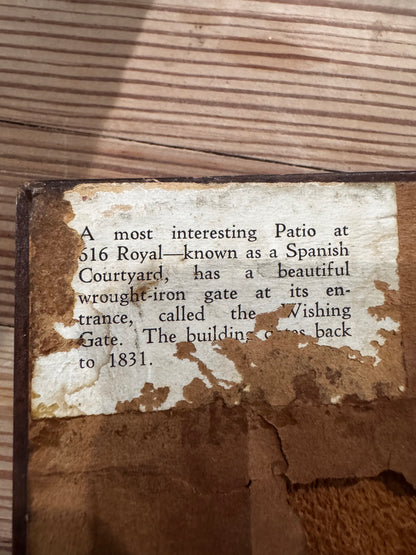 A most interesting Patio at
616 Royal—known as a Spanish
Courtyard, has a beautiful
wrought-iron gate at its en-
trance, called the Wishing
Gate. The building dates back
to 1831.